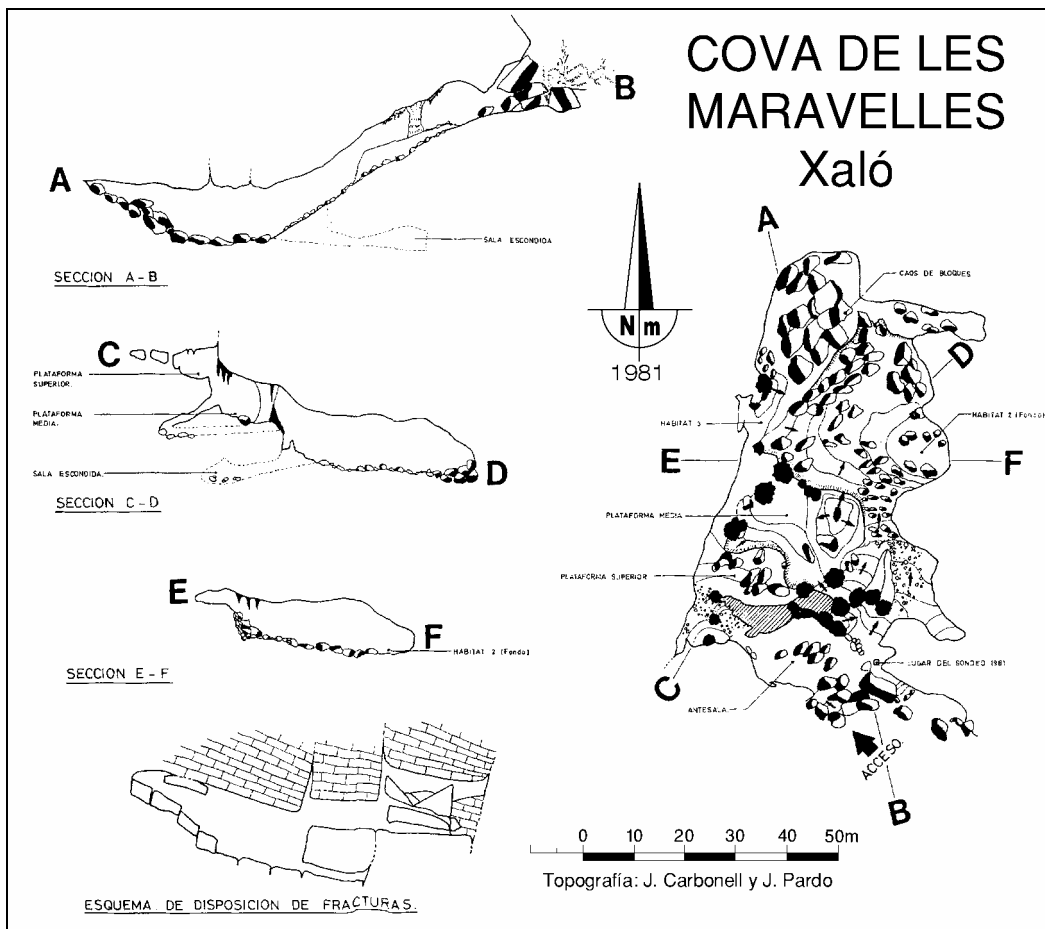 COVA DE LES
MARAVELLES
Xaló
A
B
SALA ESCONDIDA
SECCION A-B
C
PLATAFORMA
SUPERIOR.
PLATAFORMA
MEDIA.
SALA ESCONDIDA
D
SECCION C-D
E
F
HABITAT 2 (Fondo)
SECCION E-F
ESQUEMA DE DISPOSICION DE FRACTURAS.
N m
1981
A
CAOS DE BLOQUES
D
HABITAT 3
HABITAT 2 (Fondo)
E
F
PLATAFORMA MEDIA
PLATAFORMA SUPERIOR
LUGAR DEL SONDEO 1981
C
ANTESALA
ACCESO
B
0 10 20 30 40 50m
Topografía: J. Carbonell y J. Pardo